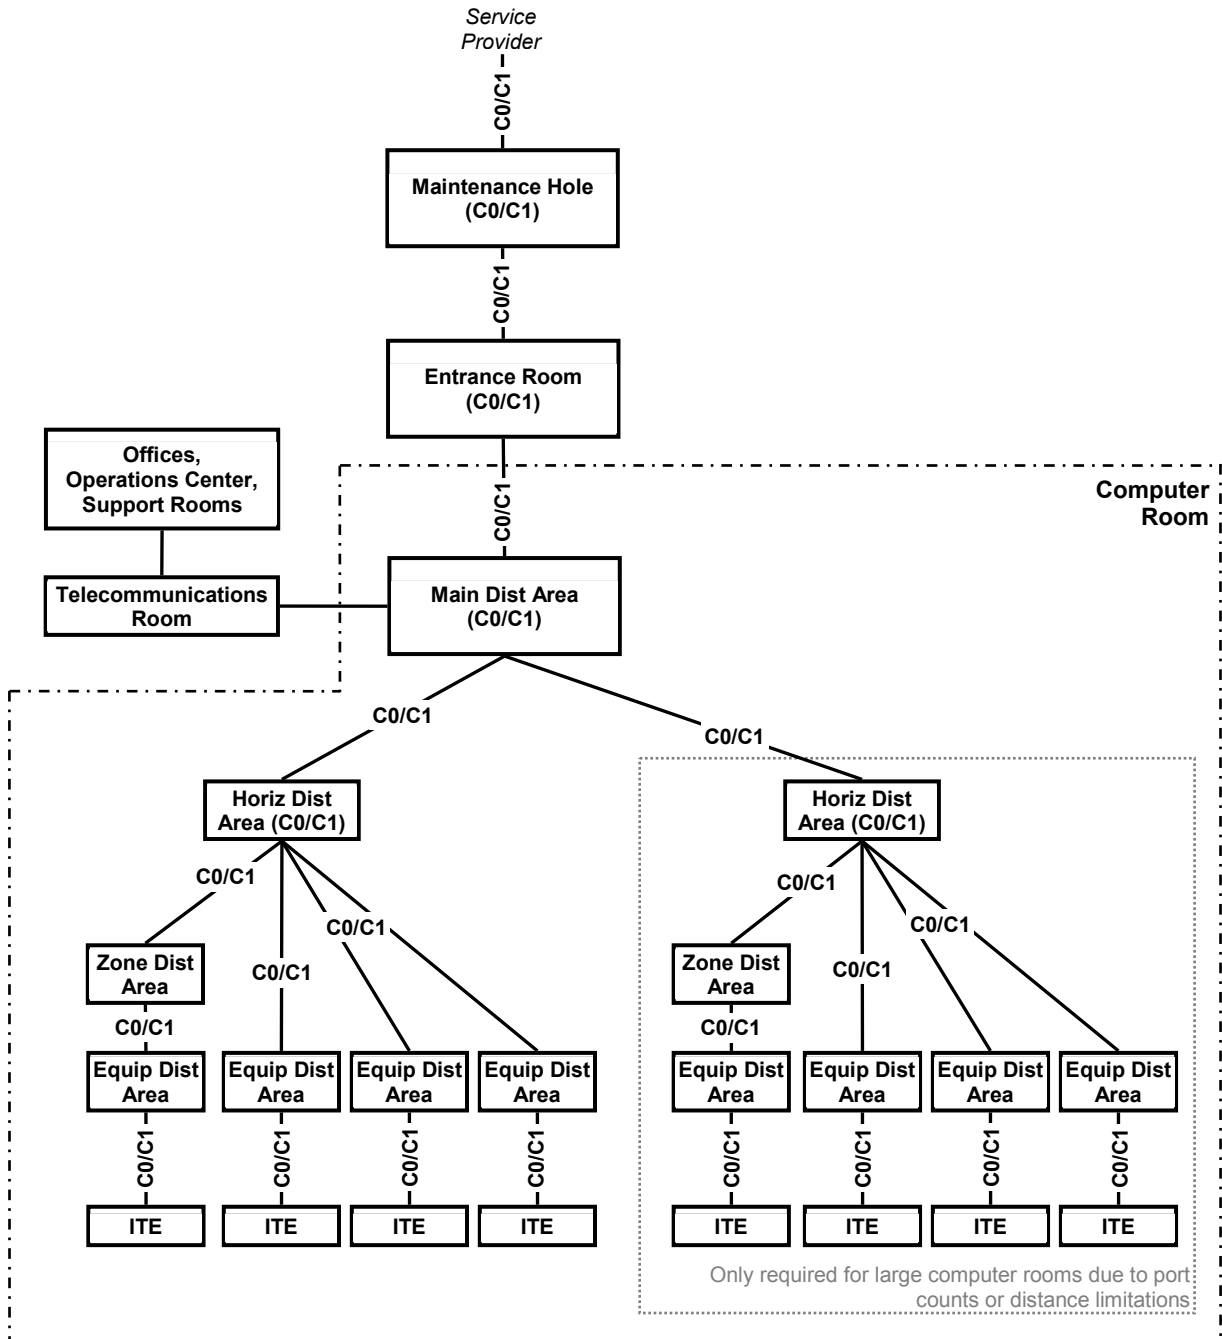 Service
Provider
C0/C1
Maintenance Hole
(C0/C1)
C0/C1
Entrance Room
(C0/C1)
Offices,
Operations Center,
Support Rooms
C0/C1
Computer
Room
Telecommunications
Room
Main Dist Area
(C0/C1)
C0/C1
C0/C1
Horiz Dist
Area (C0/C1)
Horiz Dist
Area (C0/C1)
C0/C1
C0/C1
C0/C1
C0/C1
C0/C1
C0/C1
Zone Dist
Area
Zone Dist
Area
C0/C1
C0/C1
Equip Dist
Area
Equip Dist
Area
Equip Dist
Area
Equip Dist
Area
Equip Dist
Area
Equip Dist
Area
Equip Dist
Area
Equip Dist
Area
C0/C1
C0/C1
C0/C1
C0/C1
C0/C1
C0/C1
C0/C1
C0/C1
ITE
ITE
ITE
ITE
ITE
ITE
ITE
ITE
Only required for large computer rooms due to port
counts or distance limitations